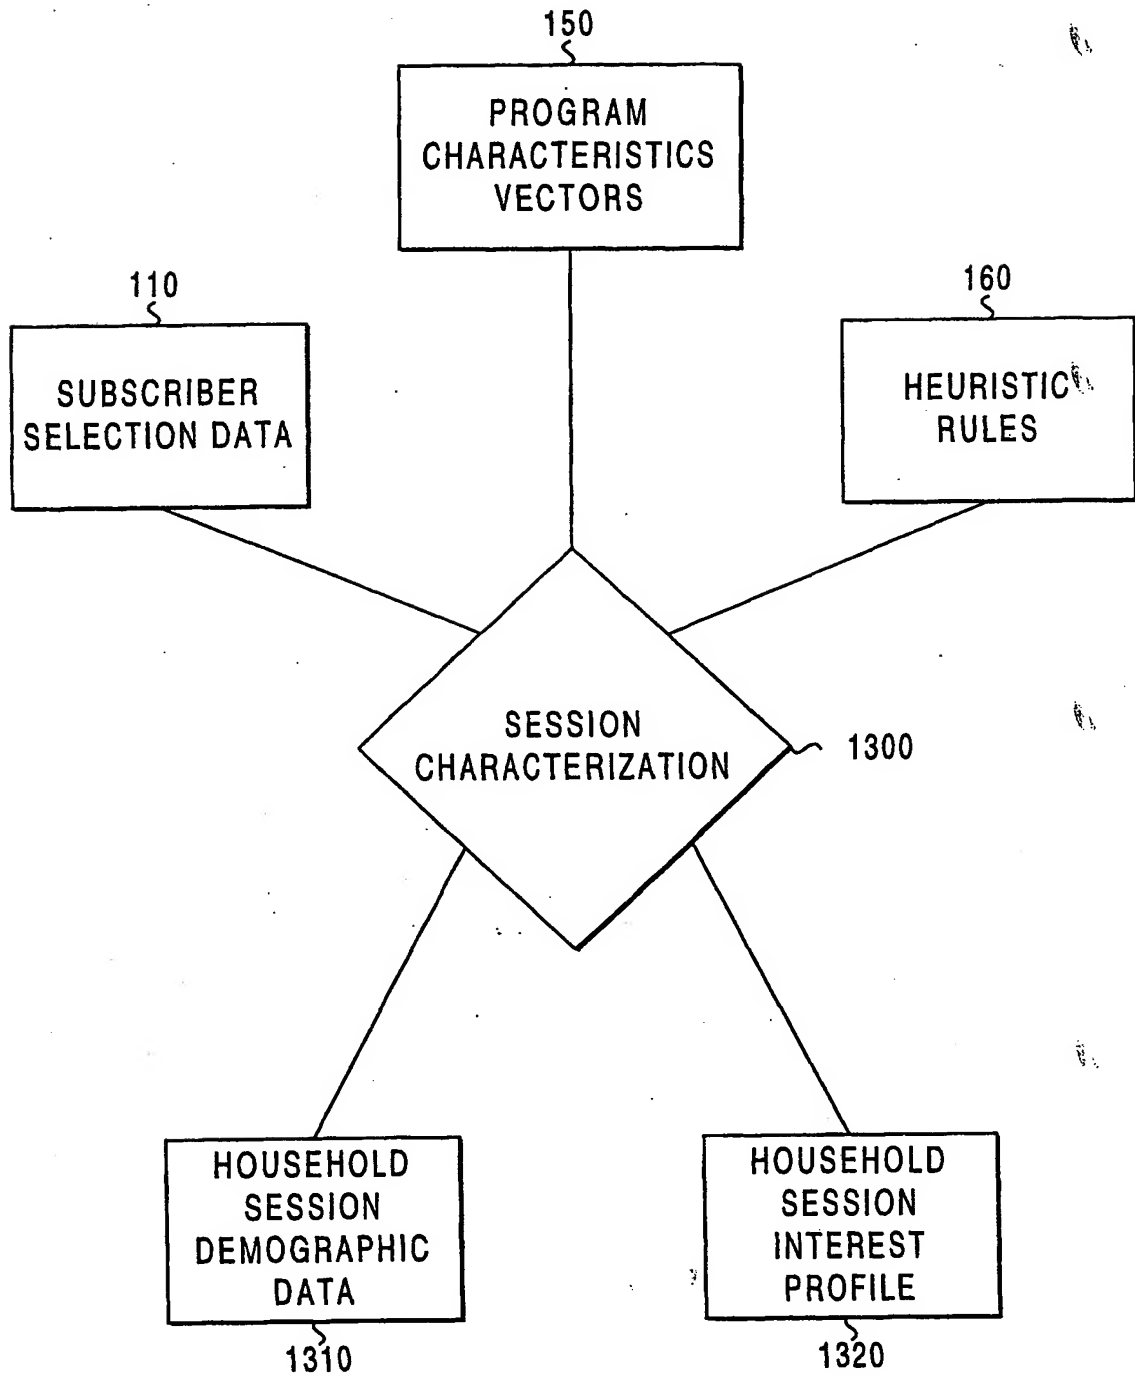 150
PROGRAM
CHARACTERISTICS
VECTORS
110
SUBSCRIBER
SELECTION DATA
160
HEURISTIC
RULES
SESSION
CHARACTERIZATION
1300
HOUSEHOLD
SESSION
DEMOGRAPHIC
DATA
1310
HOUSEHOLD
SESSION
INTEREST
PROFILE
1320